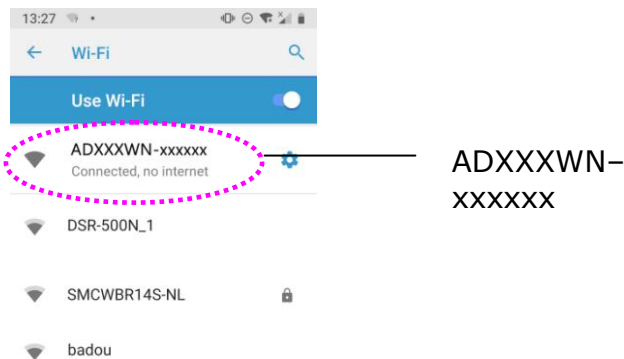 13:27
Wi-Fi
Use Wi-Fi
ADXXXWN-xxxxxx
Connected, no internet
ADXXXWN–
xxxxxx
DSR-500N_1
SMCWBR14S-NL
badou